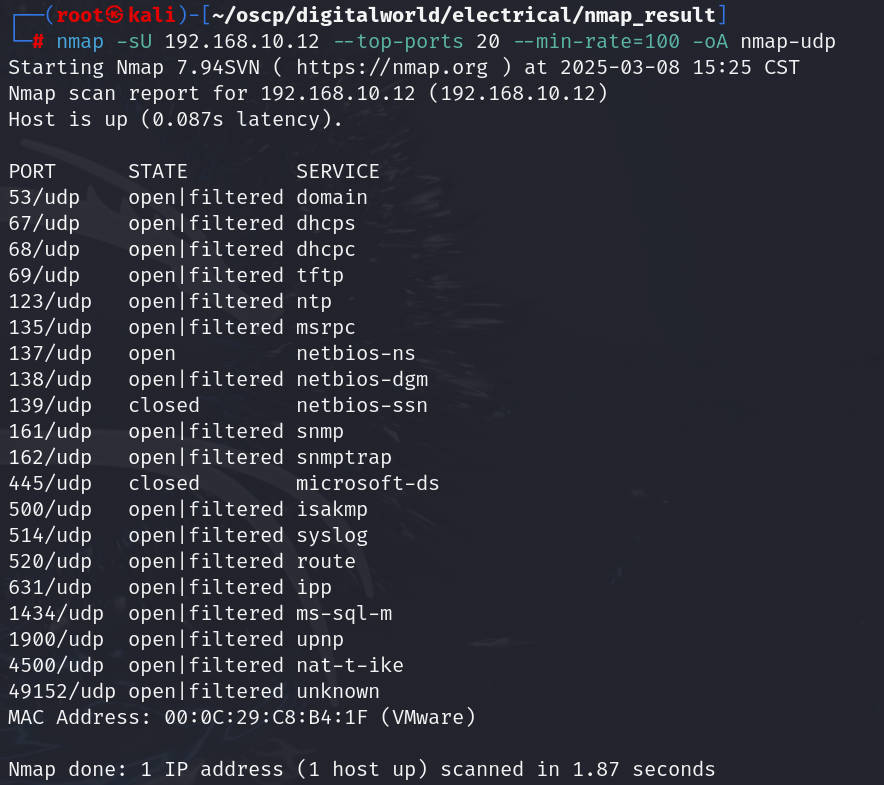 ┌──(root㉿kali)-[~/oscp/digitalworld/electrical/nmap_result]
└─# nmap -sU 192.168.10.12 --top-ports 20 --min-rate=100 -oA nmap-udp
Starting Nmap 7.94SVN ( https://nmap.org ) at 2025-03-08 15:25 CST
Nmap scan report for 192.168.10.12 (192.168.10.12)
Host is up (0.087s latency).

PORT      STATE         SERVICE
53/udp    open|filtered domain
67/udp    open|filtered dhcps
68/udp    open|filtered dhcpc
69/udp    open|filtered tftp
123/udp   open|filtered ntp
135/udp   open|filtered msrpc
137/udp   open          netbios-ns
138/udp   open|filtered netbios-dgm
139/udp   closed        netbios-ssn
161/udp   open|filtered snmp
162/udp   open|filtered snmptrap
445/udp   closed        microsoft-ds
500/udp   open|filtered isakmp
514/udp   open|filtered syslog
520/udp   open|filtered route
631/udp   open|filtered ipp
1434/udp  open|filtered ms-sql-m
1900/udp  open|filtered upnp
4500/udp  open|filtered nat-t-ike
49152/udp open|filtered unknown
MAC Address: 00:0C:29:C8:B4:1F (VMware)

Nmap done: 1 IP address (1 host up) scanned in 1.87 seconds